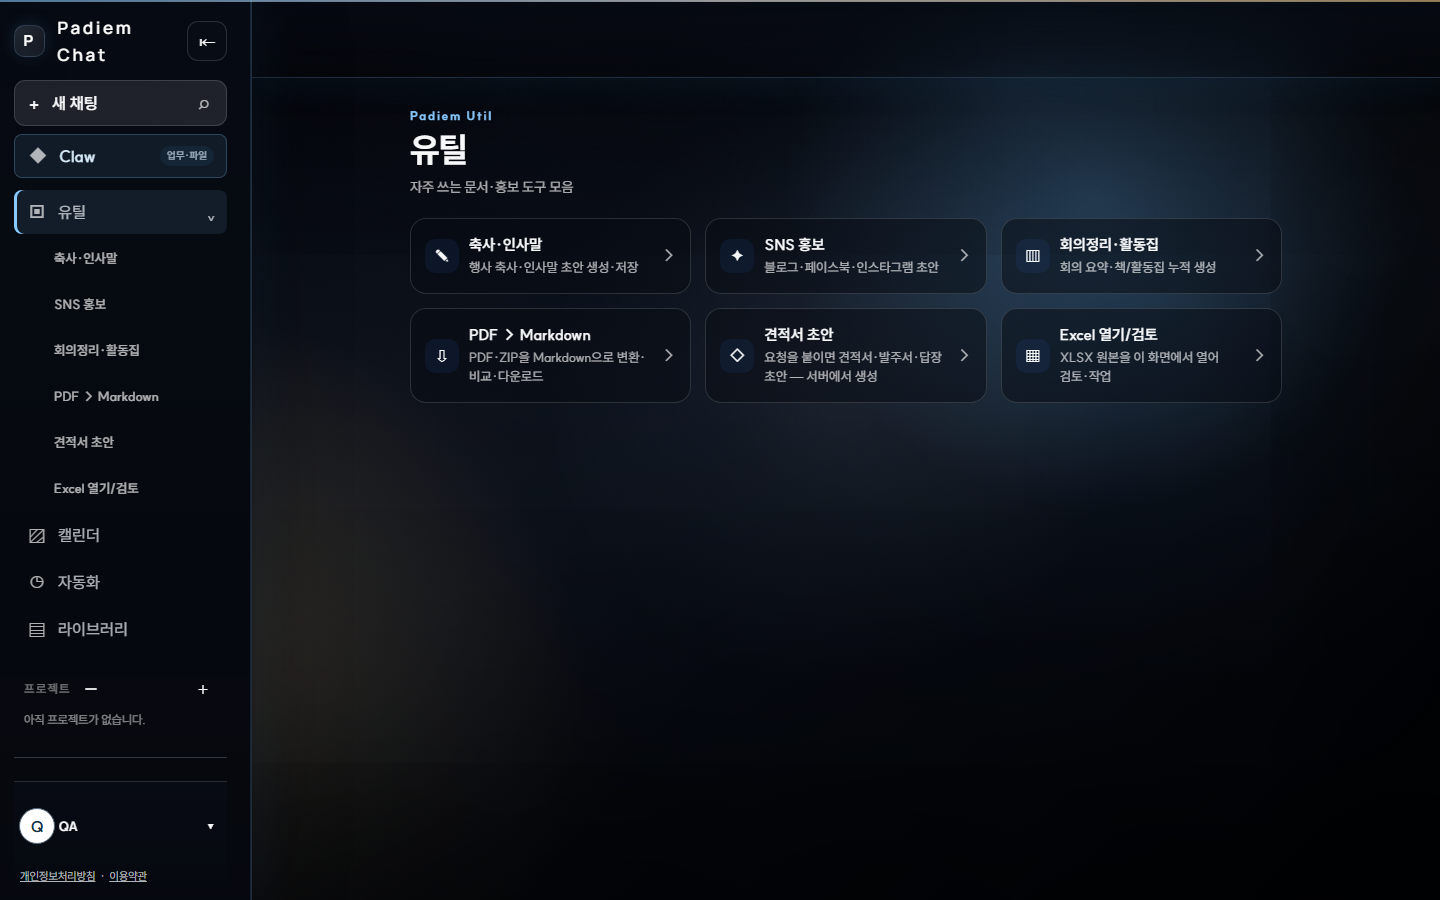 P
Padiem
Chat
+ 새 채팅
Claw
업무·파일
유틸
축사·인사말
SNS 홍보
회의정리·활동집
PDF > Markdown
견적서 초안
Excel 열기/검토
캘린더
자동화
라이브러리
프로젝트 — +
아직 프로젝트가 없습니다.
Q QA
개인정보처리방침 · 이용약관
Padiem Util
유틸
자주 쓰는 문서·홍보 도구 모음
축사·인사말
행사 축사·인사말 초안 생성·저장
SNS 홍보
블로그·페이스북·인스타그램 초안
회의정리·활동집
회의 요약·책/활동집 누적 생성
PDF > Markdown
PDF·ZIP을 Markdown으로 변환·
비교·다운로드
견적서 초안
요청을 붙이면 견적서·발주서·답장
초안 — 서버에서 생성
Excel 열기/검토
XLSX 원본을 이 화면에서 열어
검토·작업